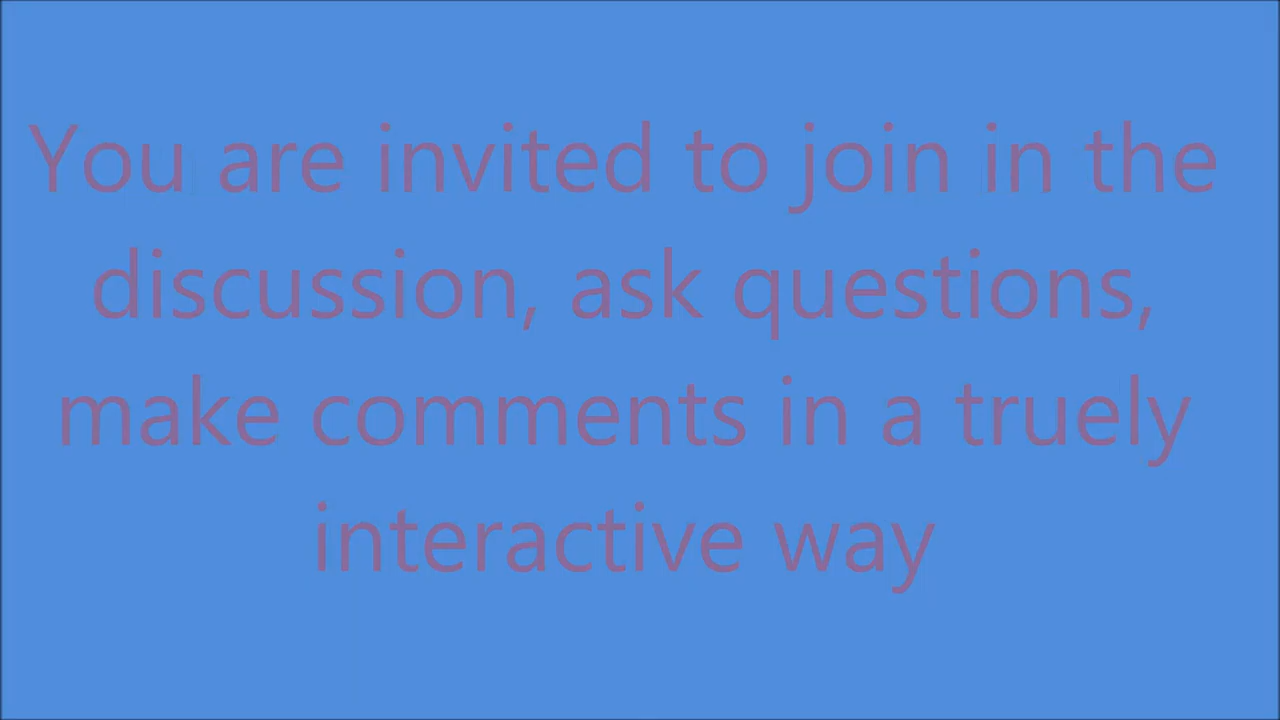 You are invited to join in the
discussion, ask questions,
make comments in a truely
interactive way